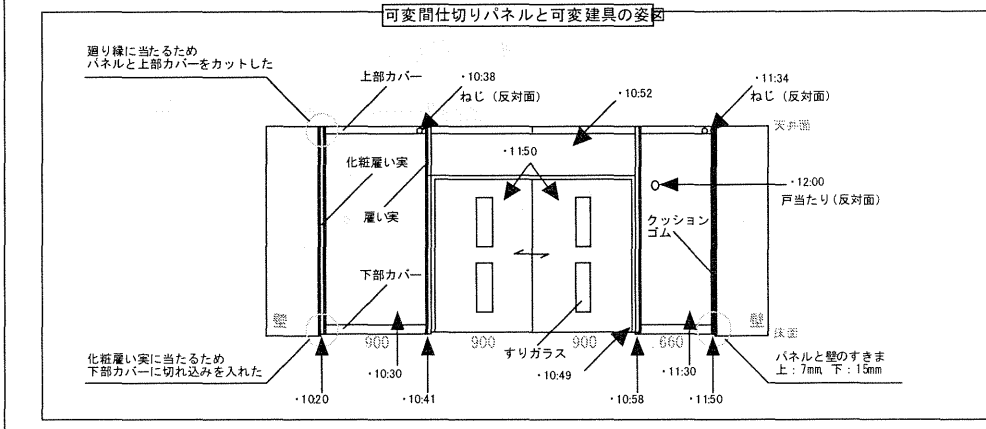 可変間仕切りパネルと可変建具の姿図
廻り縁に当たるため
パネルと上部カバーをカットした
上部カバー
・10:38
ねじ（反対面）
・10:52
・11:34
ねじ（反対面）
天井面
化粧雇い実
・11:50
・12:00
戸当たり（反対面）
雇い実
クッション
ゴム
下部カバー
壁
壁
床面
900
900
すりガラス
900
660
化粧雇い実に当たるため
下部カバーに切れ込みを入れた
・10:30
・10:49
・11:30
パネルと壁のすきま
上：7mm 下：15mm
・10:20
・10:41
・10:58
・11:50